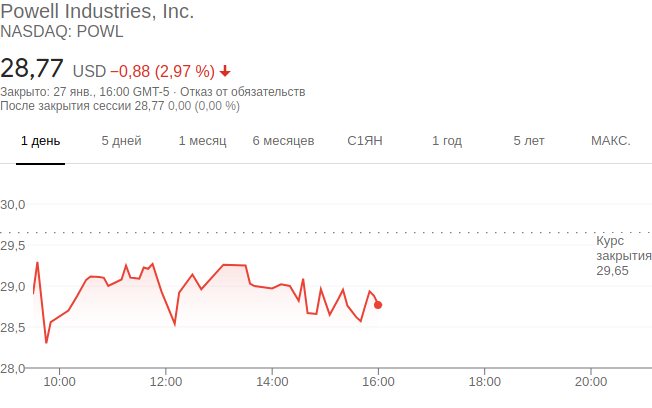 Powell Industries, Inc.
NASDAQ: POWL
28,77 USD −0,88 (2,97 %)
Закрыто: 27 янв., 16:00 GMT-5 · Отказ от обязательств
После закрытия сессии 28,77 0,00 (0,00 %)
1 день 5 дней 1 месяц 6 месяцев С1ЯН 1 год 5 лет МАКС.
30,0
Курс
29,5
закрытия
29,65
29,0
28,5
28,0
10:00 12:00 14:00 16:00 18:00 20:00